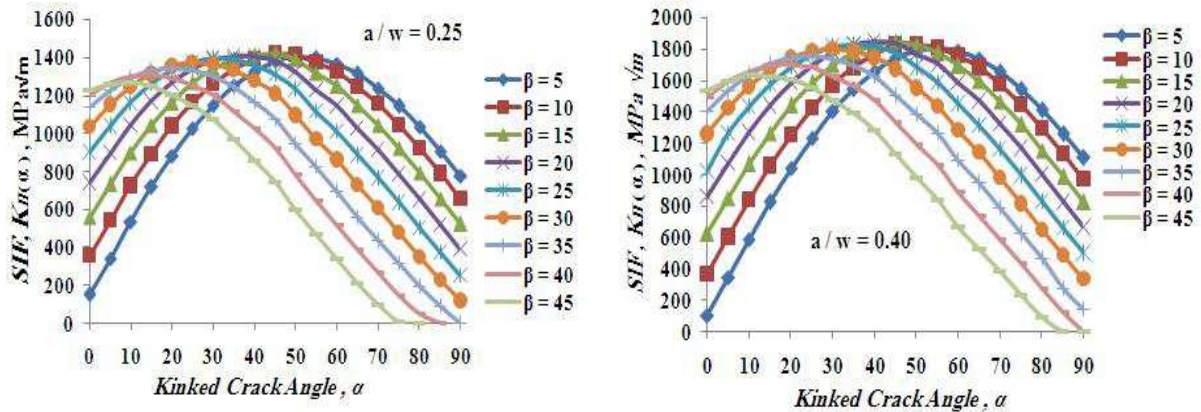 1600
1400
1200
1000
800
600
400
200
0
SIF, KII(α), MPa√m
a / w = 0.25
0 10 20 30 40 50 60 70 80 90
Kinked Crack Angle, α
β = 5
β = 10
β = 15
β = 20
β = 25
β = 30
β = 35
β = 40
β = 45
2000
1800
1600
1400
1200
1000
800
600
400
200
0
SIF, KII(α), MPa √m
a / w = 0.40
0 10 20 30 40 50 60 70 80 90
Kinked Crack Angle, α
β = 5
β = 10
β = 15
β = 20
β = 25
β = 30
β = 35
β = 40
β = 45